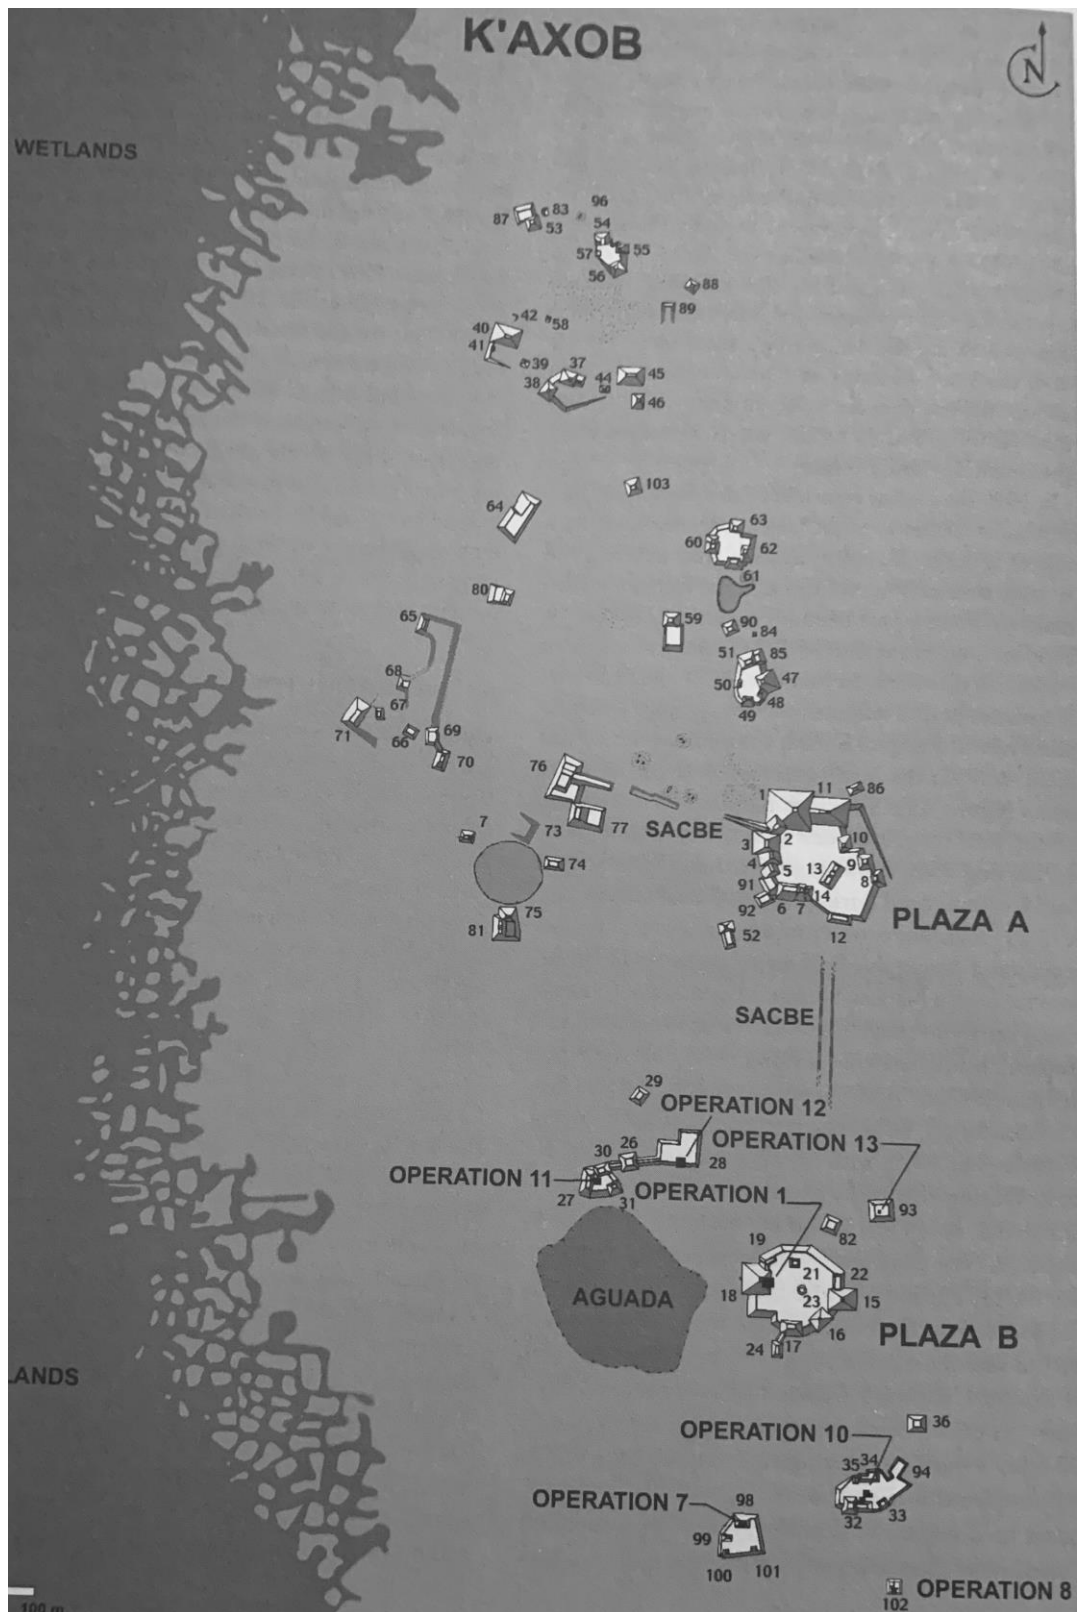 K'AXOB
N
WETLANDS
87 83 96
53 54
57 55
56
88
89
40 42 58
41
39 37 44 45
38 46
64 103
63
60 62
61
80
65 59 90
84
51 85
68 50 47
67 48
49
71 66 69
70
76 1 11 86
7 73 77 SACBE 2
3 10
74 4 5 13 9
91 8
75 92 6 7 14
81 52 12 PLAZA A
SACBE
29
OPERATION 12
30 26 OPERATION 13
28
OPERATION 11
27 31 OPERATION 1 93
82
19
21 22
AGUADA 18 23 15
16 PLAZA B
24 17
LANDS
36
OPERATION 10
35 34 94
OPERATION 7 98
32 33
99
100 101
OPERATION 8
102
100 m